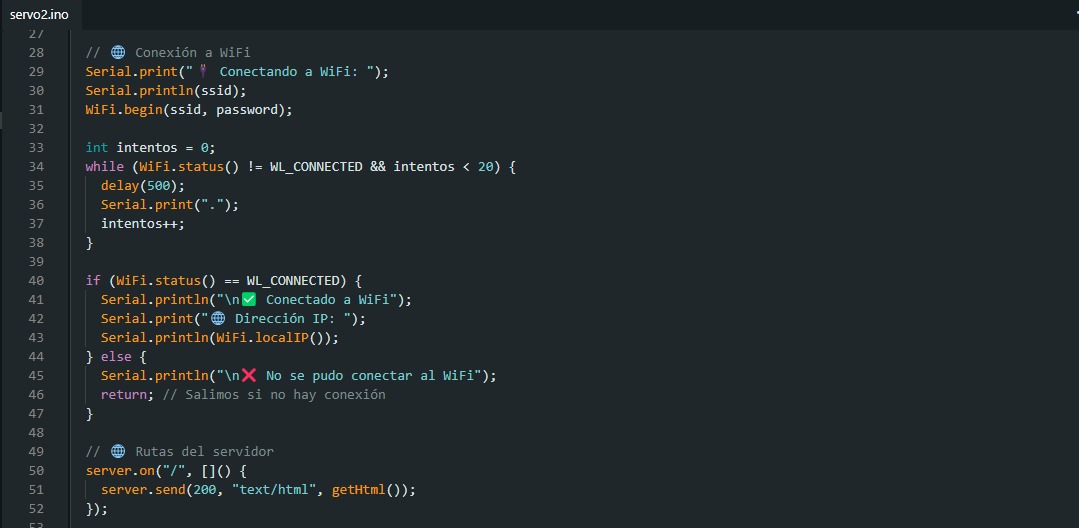 servo2.ino
27
28 // 🌐 Conexión a WiFi
29 Serial.print("🌂 Conectando a WiFi: ");
30 Serial.println(ssid);
31 WiFi.begin(ssid, password);
32
33 int intentos = 0;
34 while (WiFi.status() != WL_CONNECTED && intentos < 20) {
35   delay(500);
36   Serial.print(".");
37   intentos++;
38 }
39
40 if (WiFi.status() == WL_CONNECTED) {
41   Serial.println("\n✅ Conectado a WiFi");
42   Serial.print("🌐 Dirección IP: ");
43   Serial.println(WiFi.localIP());
44 } else {
45   Serial.println("\n❌ No se pudo conectar al WiFi");
46   return; // Salimos si no hay conexión
47 }
48
49 // 🌐 Rutas del servidor
50 server.on("/", []() {
51   server.send(200, "text/html", getHtml());
52 });
53